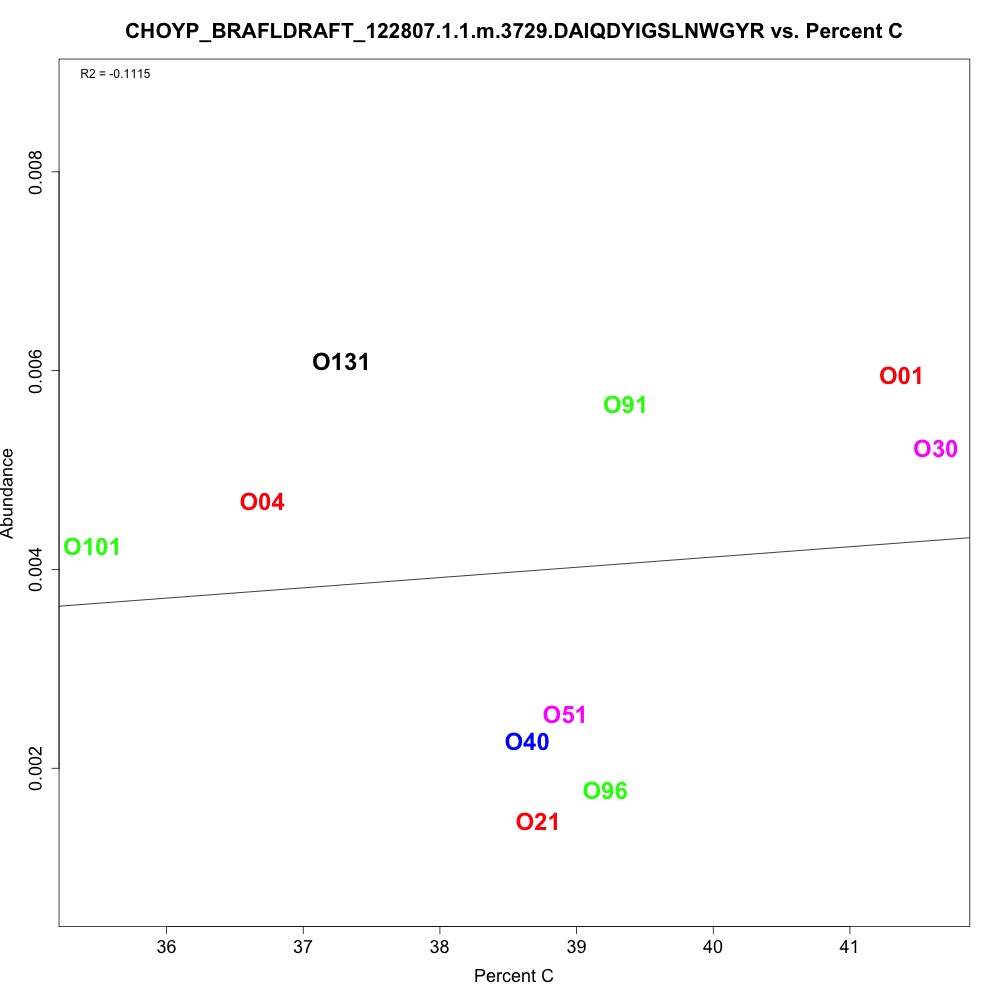 CHOYP_BRAFLDRAFT_122807.1.1.m.3729.DAIQDYIGSLNWGYR vs. Percent C
R2 = -0.1115
0.008
0.006
0.004
0.002
Abundance
O131
O01
O91
O30
O04
O101
O51
O40
O96
O21
36 37 38 39 40 41
Percent C